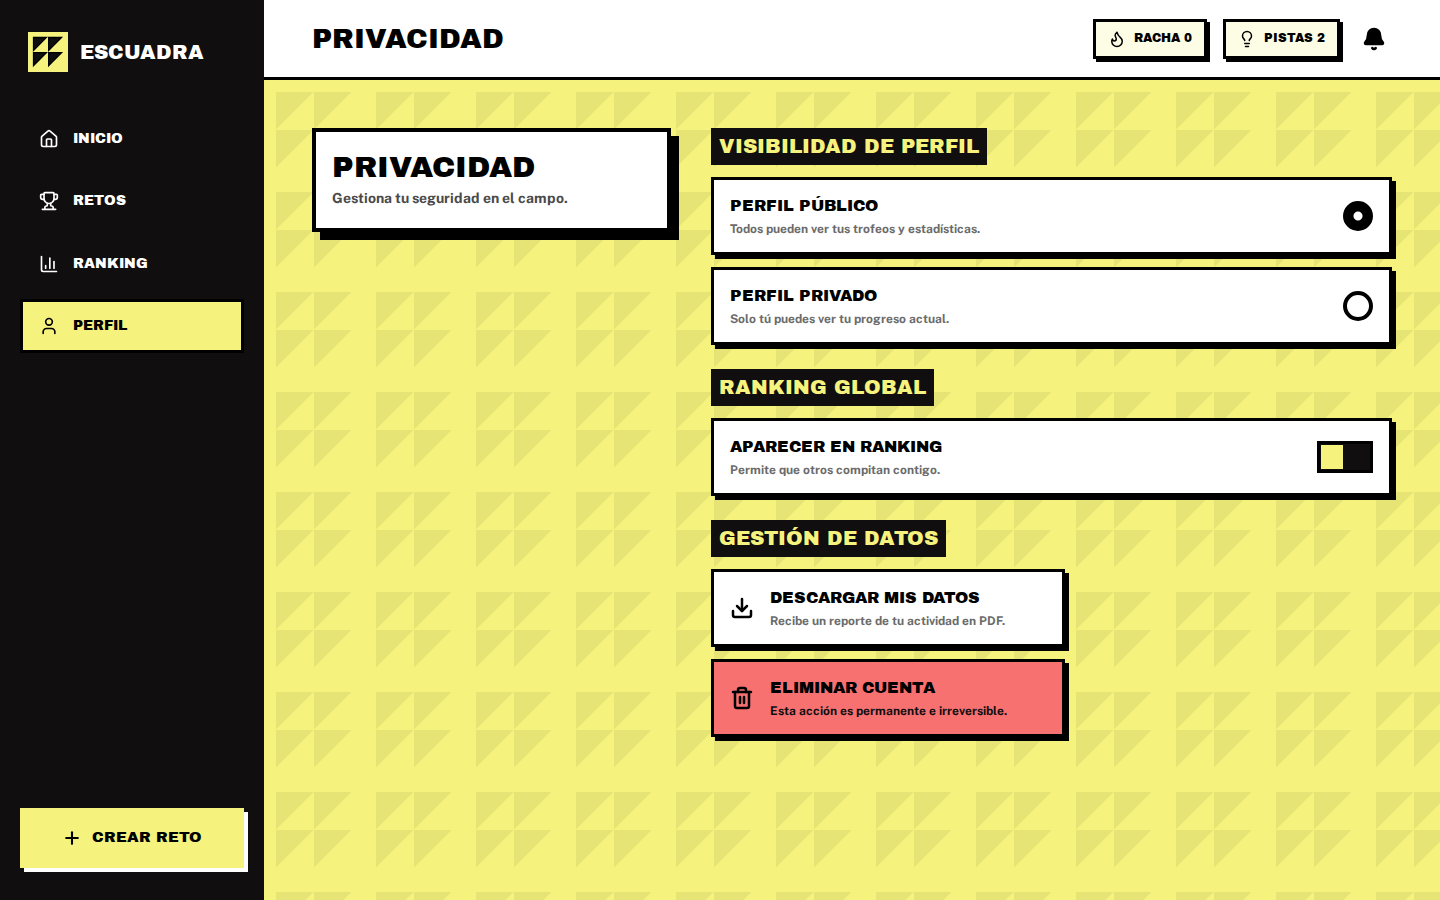 ESCUADRA
INICIO
RETOS
RANKING
PERFIL
CREAR RETO
PRIVACIDAD
RACHA 0
PISTAS 2
PRIVACIDAD
Gestiona tu seguridad en el campo.
VISIBILIDAD DE PERFIL
PERFIL PÚBLICO
Todos pueden ver tus trofeos y estadísticas.
PERFIL PRIVADO
Solo tú puedes ver tu progreso actual.
RANKING GLOBAL
APARECER EN RANKING
Permite que otros compitan contigo.
GESTIÓN DE DATOS
DESCARGAR MIS DATOS
Recibe un reporte de tu actividad en PDF.
ELIMINAR CUENTA
Esta acción es permanente e irreversible.